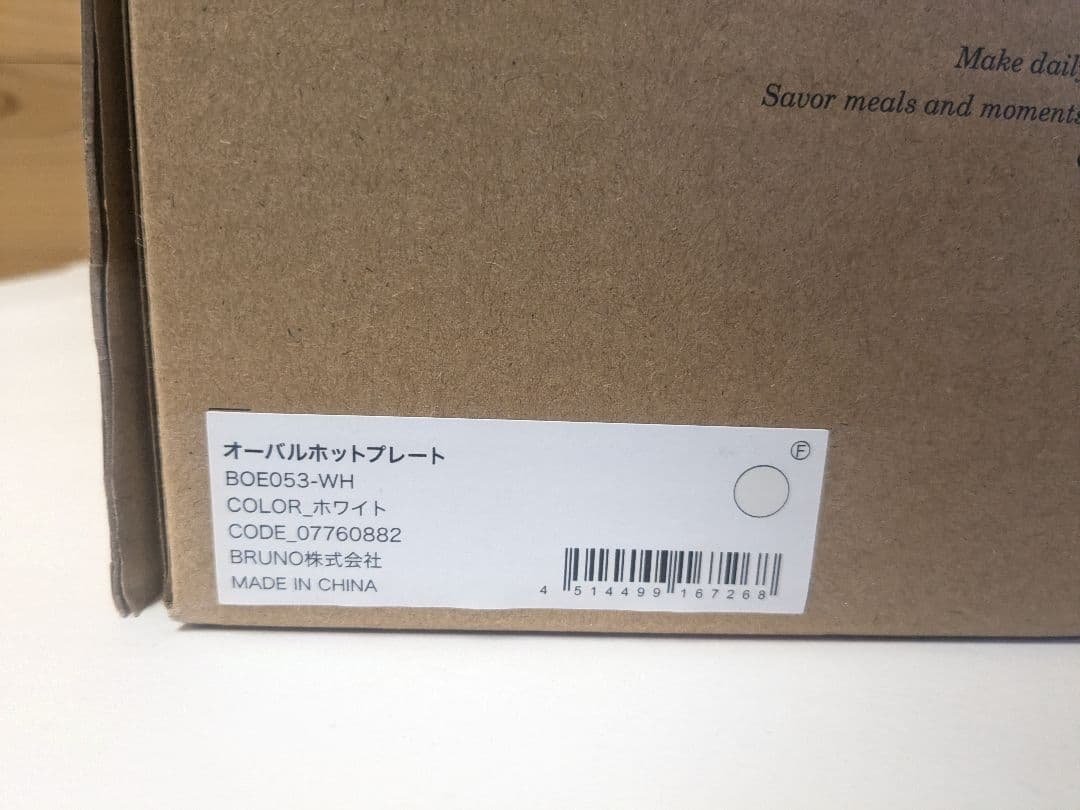 Make daily
Savor meals and moments
オーバルホットプレート
Ⓕ
BOE053-WH
COLOR_ホワイト
CODE_07760882
BRUNO株式会社
MADE IN CHINA
4 514499 167268